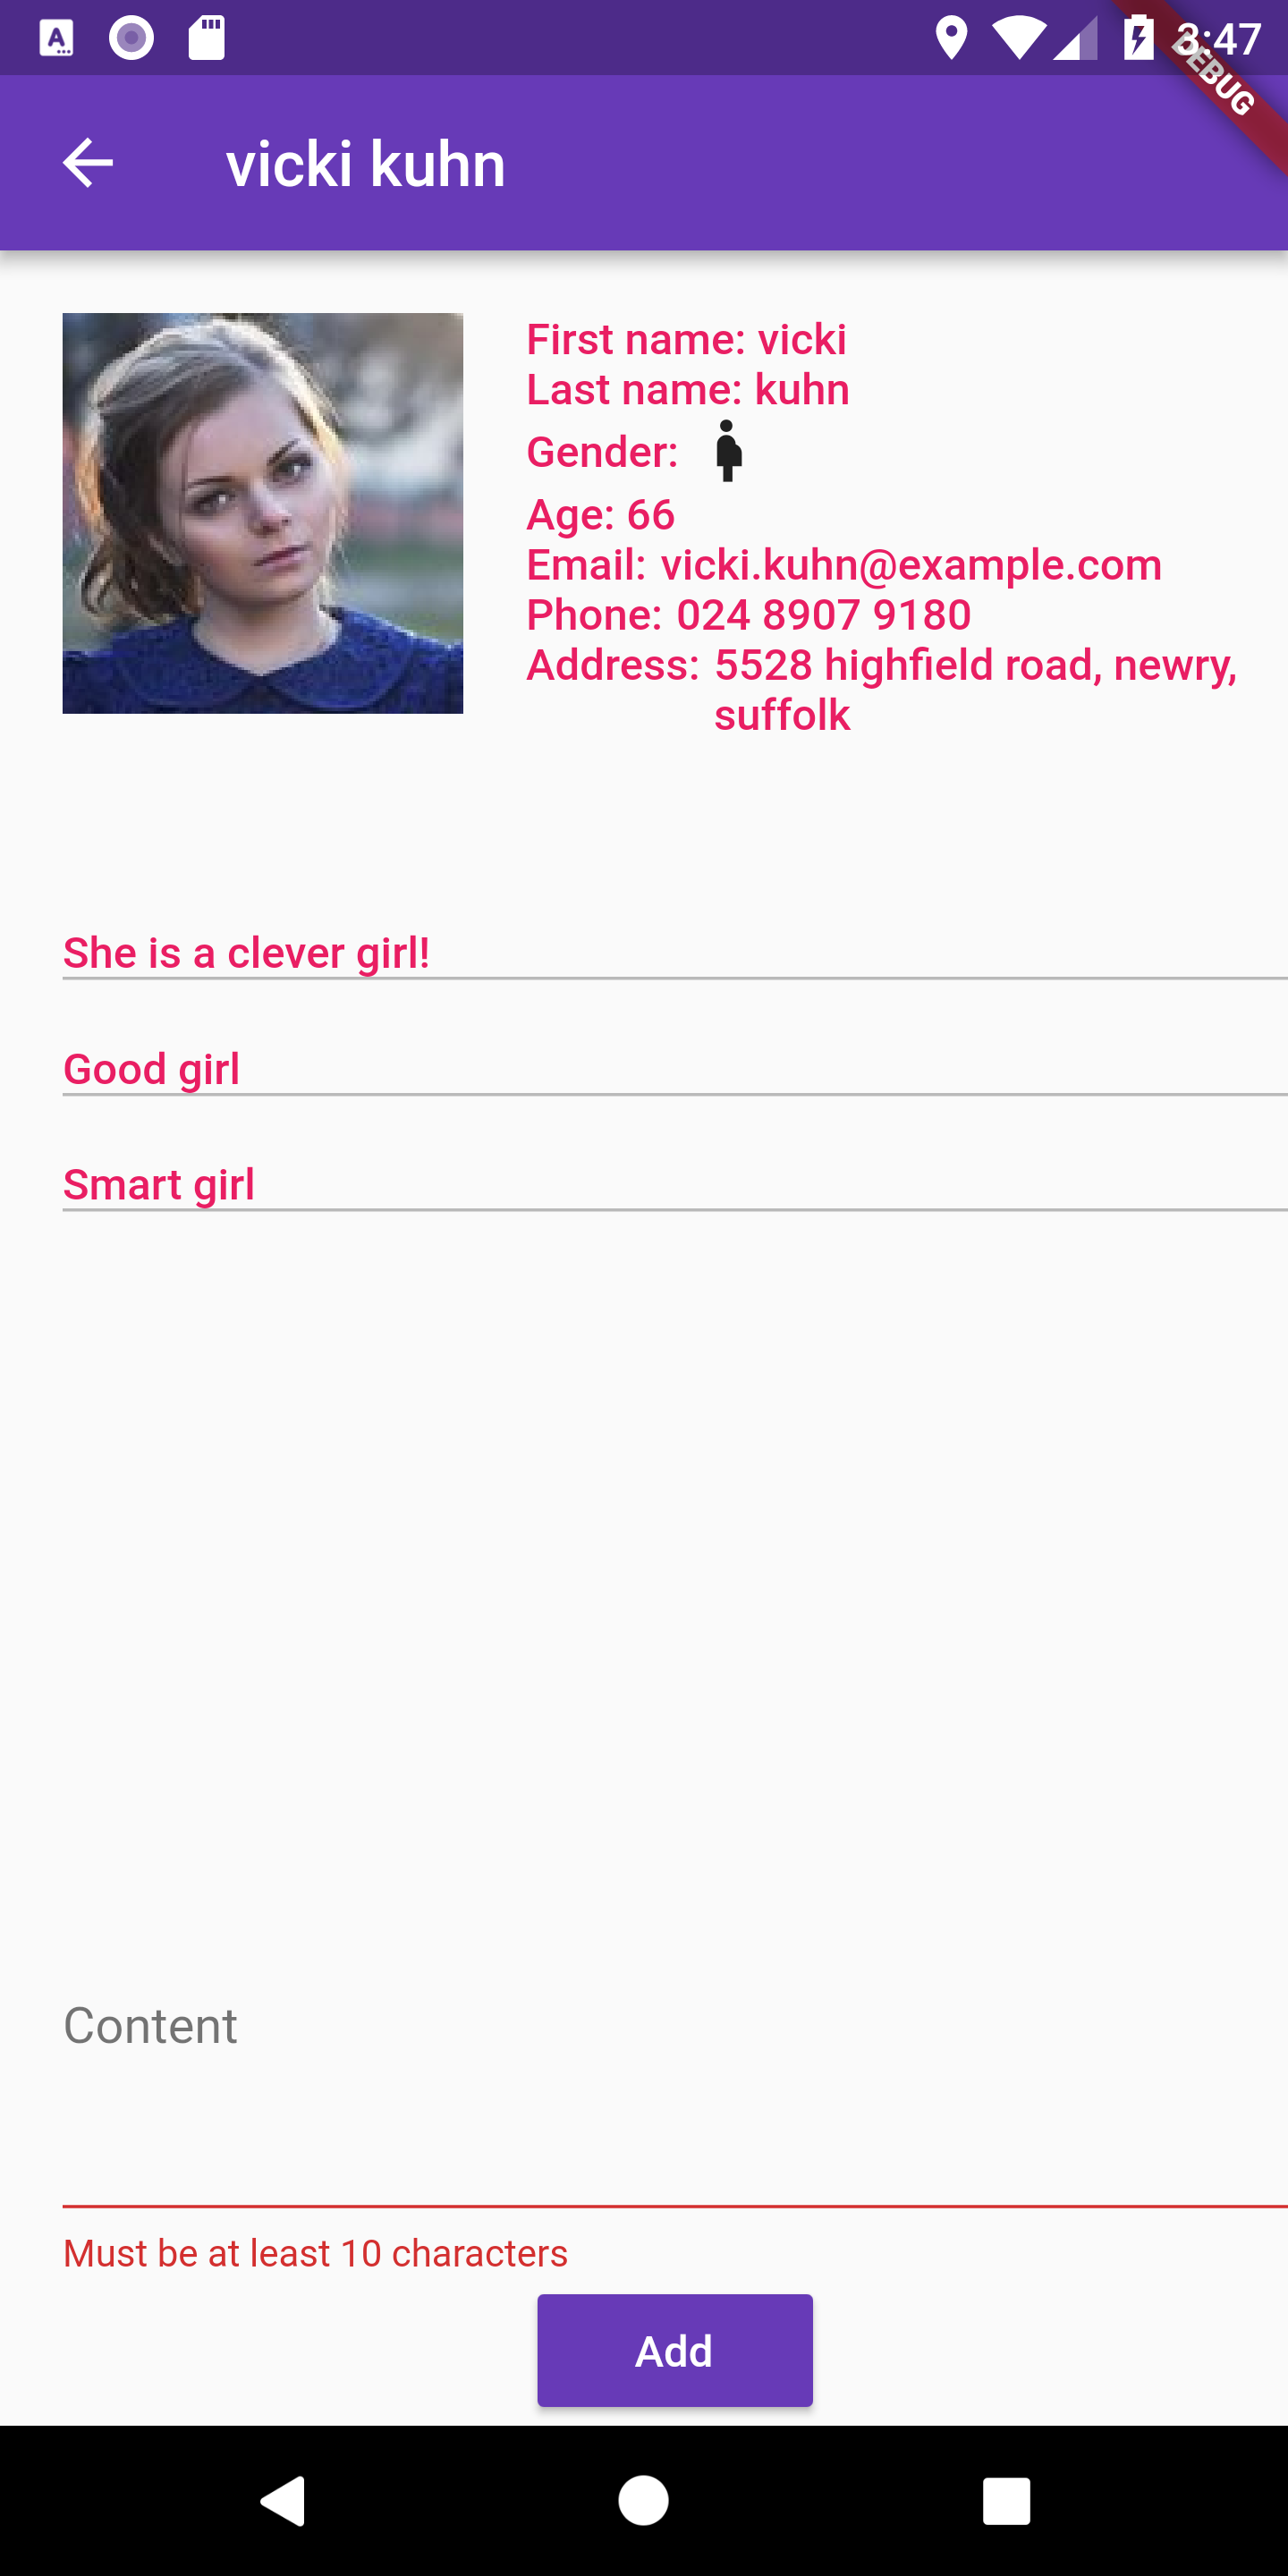 3:47
DEBUG
vicki kuhn
First name: vicki
Last name: kuhn
Gender:
Age: 66
Email: vicki.kuhn@example.com
Phone: 024 8907 9180
Address: 5528 highfield road, newry,
suffolk
She is a clever girl!
Good girl
Smart girl
Content
Must be at least 10 characters
Add